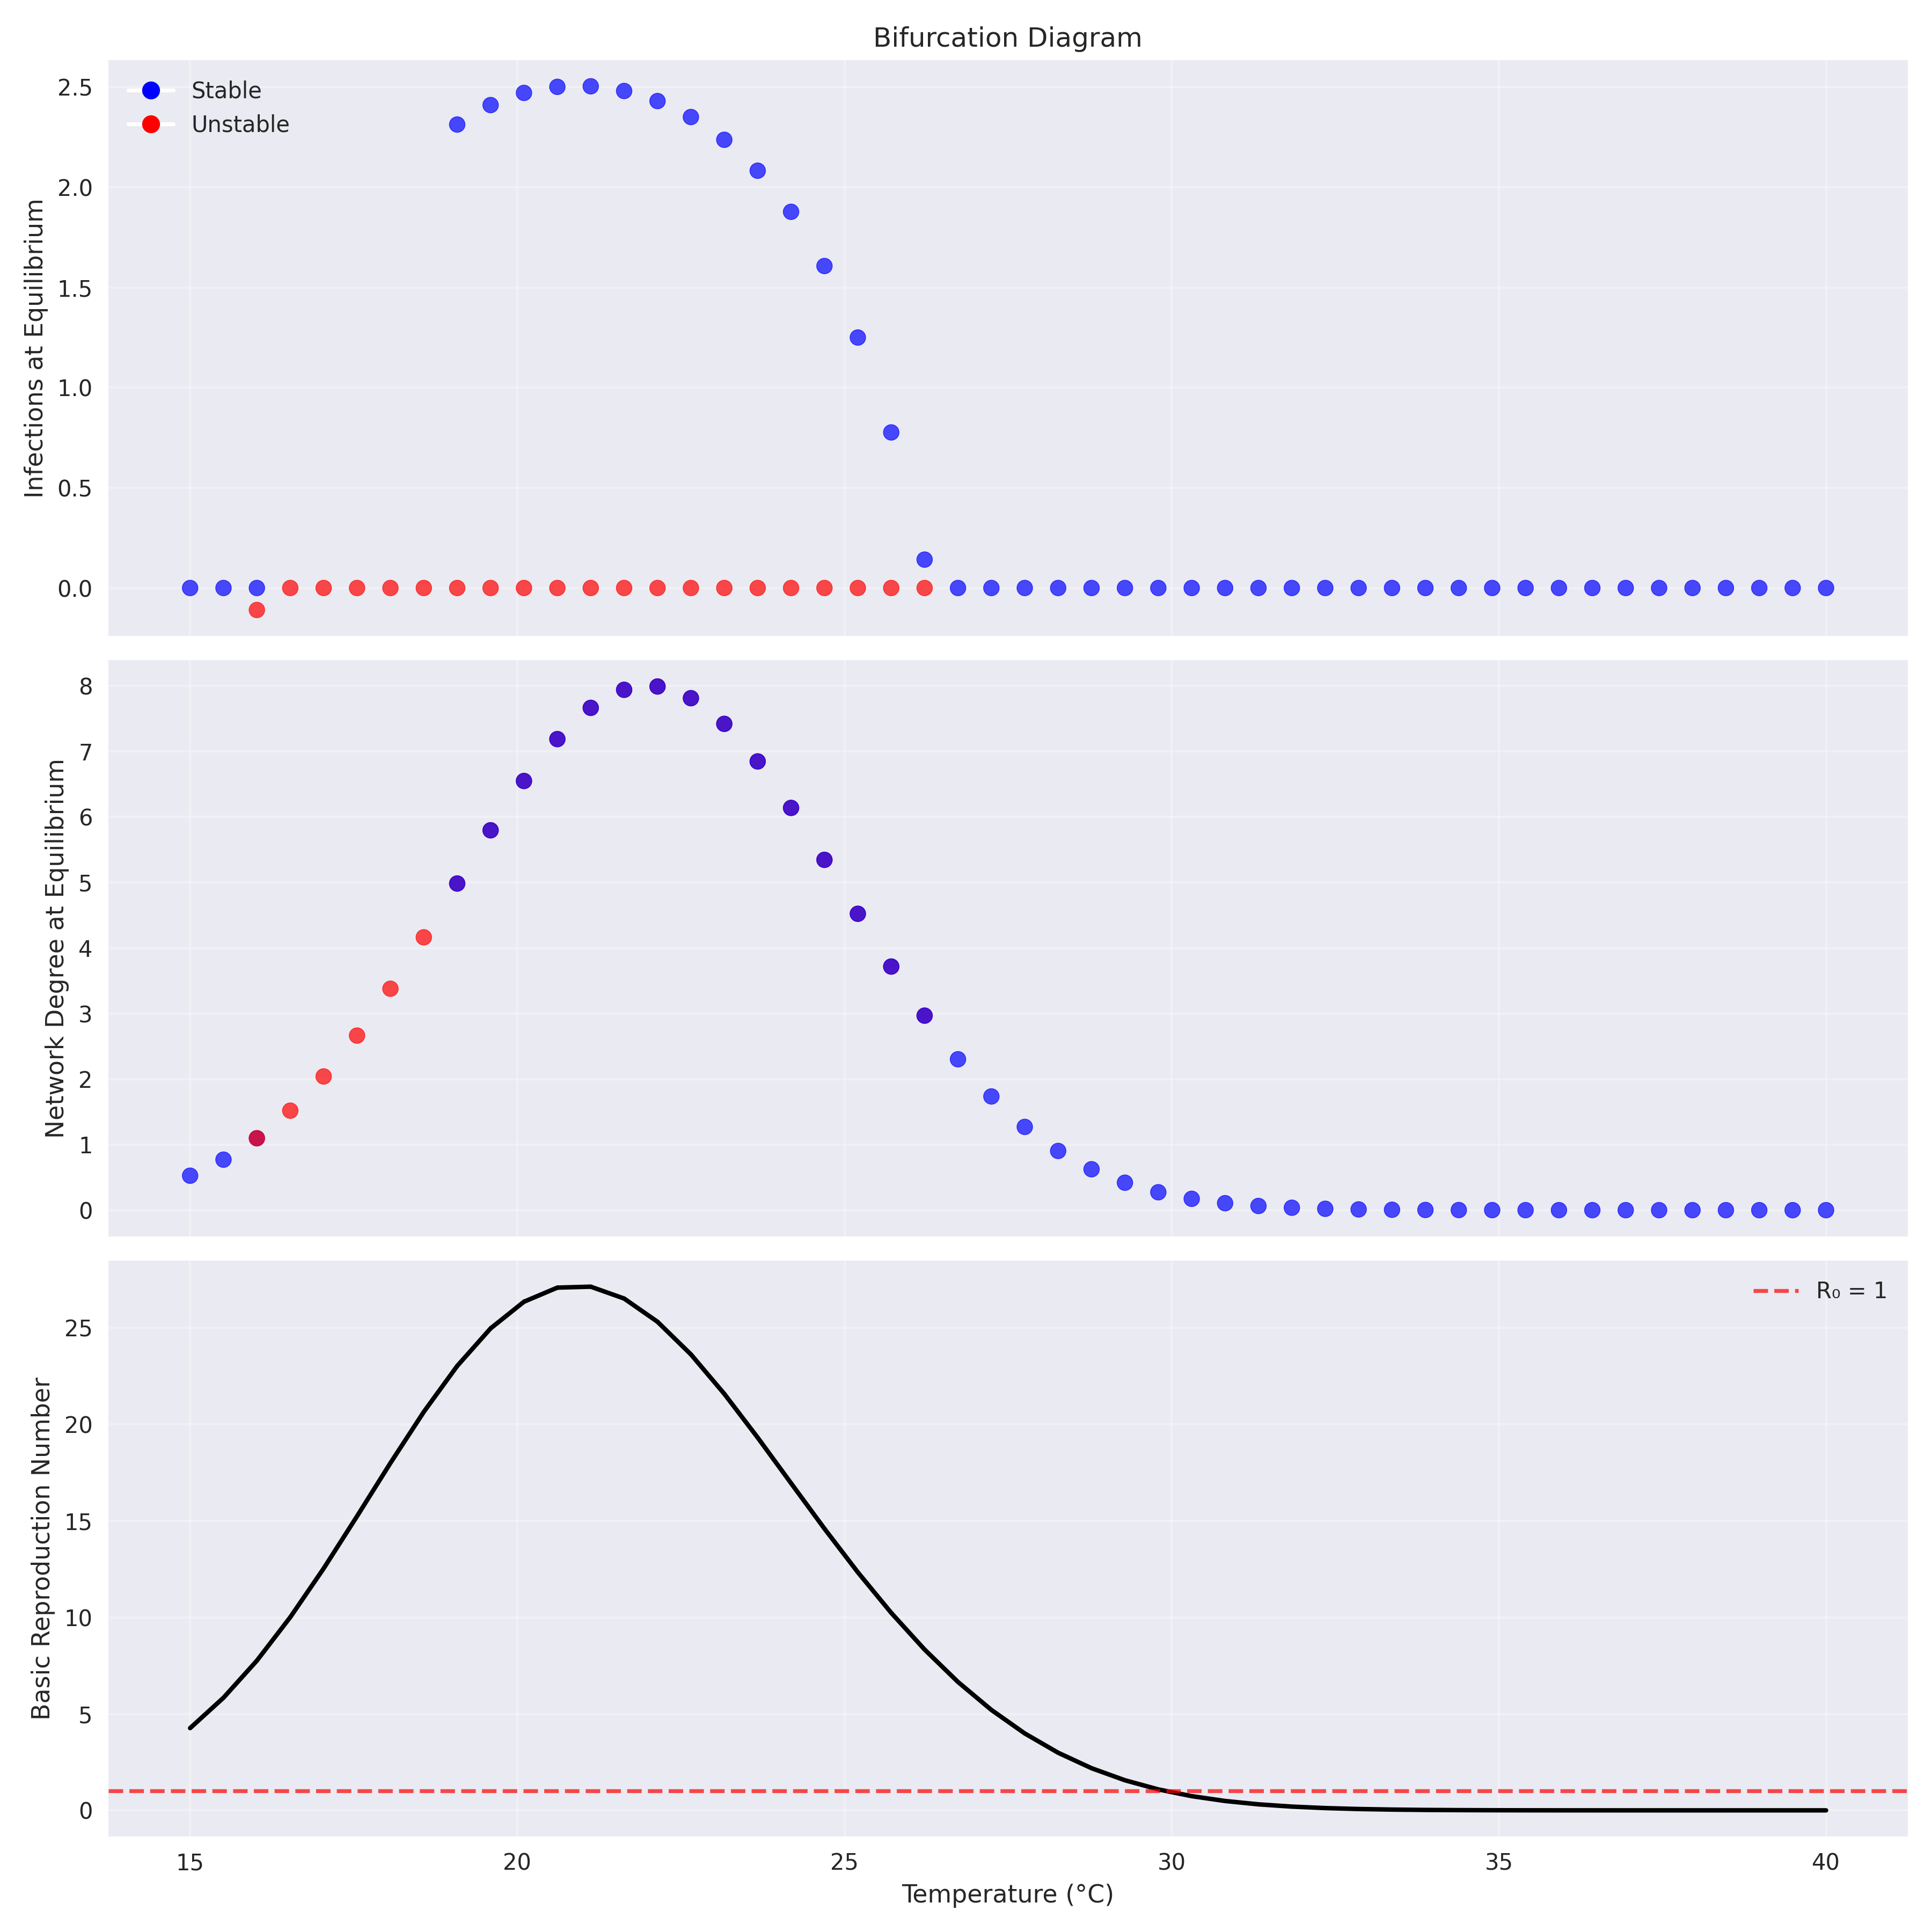 Bifurcation Diagram
Infections at Equilibrium
2.5
2.0
1.5
1.0
0.5
0.0
Stable
Unstable
Network Degree at Equilibrium
8
7
6
5
4
3
2
1
0
Basic Reproduction Number
25
20
15
10
5
0
R₀ = 1
15 20 25 30 35 40
Temperature (°C)